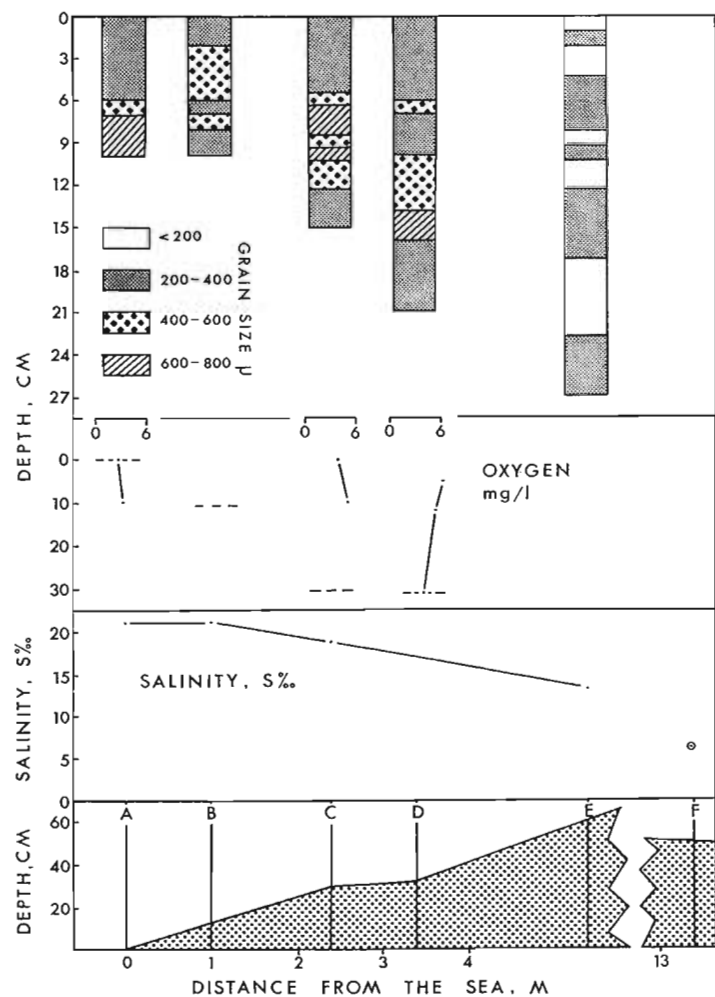 0
3
6
9
12
15
18
21
24
27
DEPTH, CM
< 200
200-400
400-600
600-800
GRAIN SIZE μ
0 6
0 6
0 6
OXYGEN
mg/l
0
10
20
30
20
15
10
5
0
SALINITY, S‰
SALINITY, S‰
A B C D E F
60
40
20
DEPTH, CM
0 1 2 3 4 13
DISTANCE FROM THE SEA, M